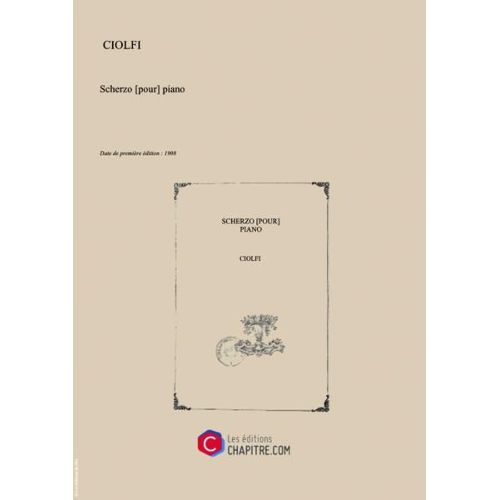 CIOLFI
Scherzo [pour] piano
Date de première édition : 1908
SCHERZO [POUR]
PIANO
CIOLFI
C
Les éditions
CHAPITRE.COM